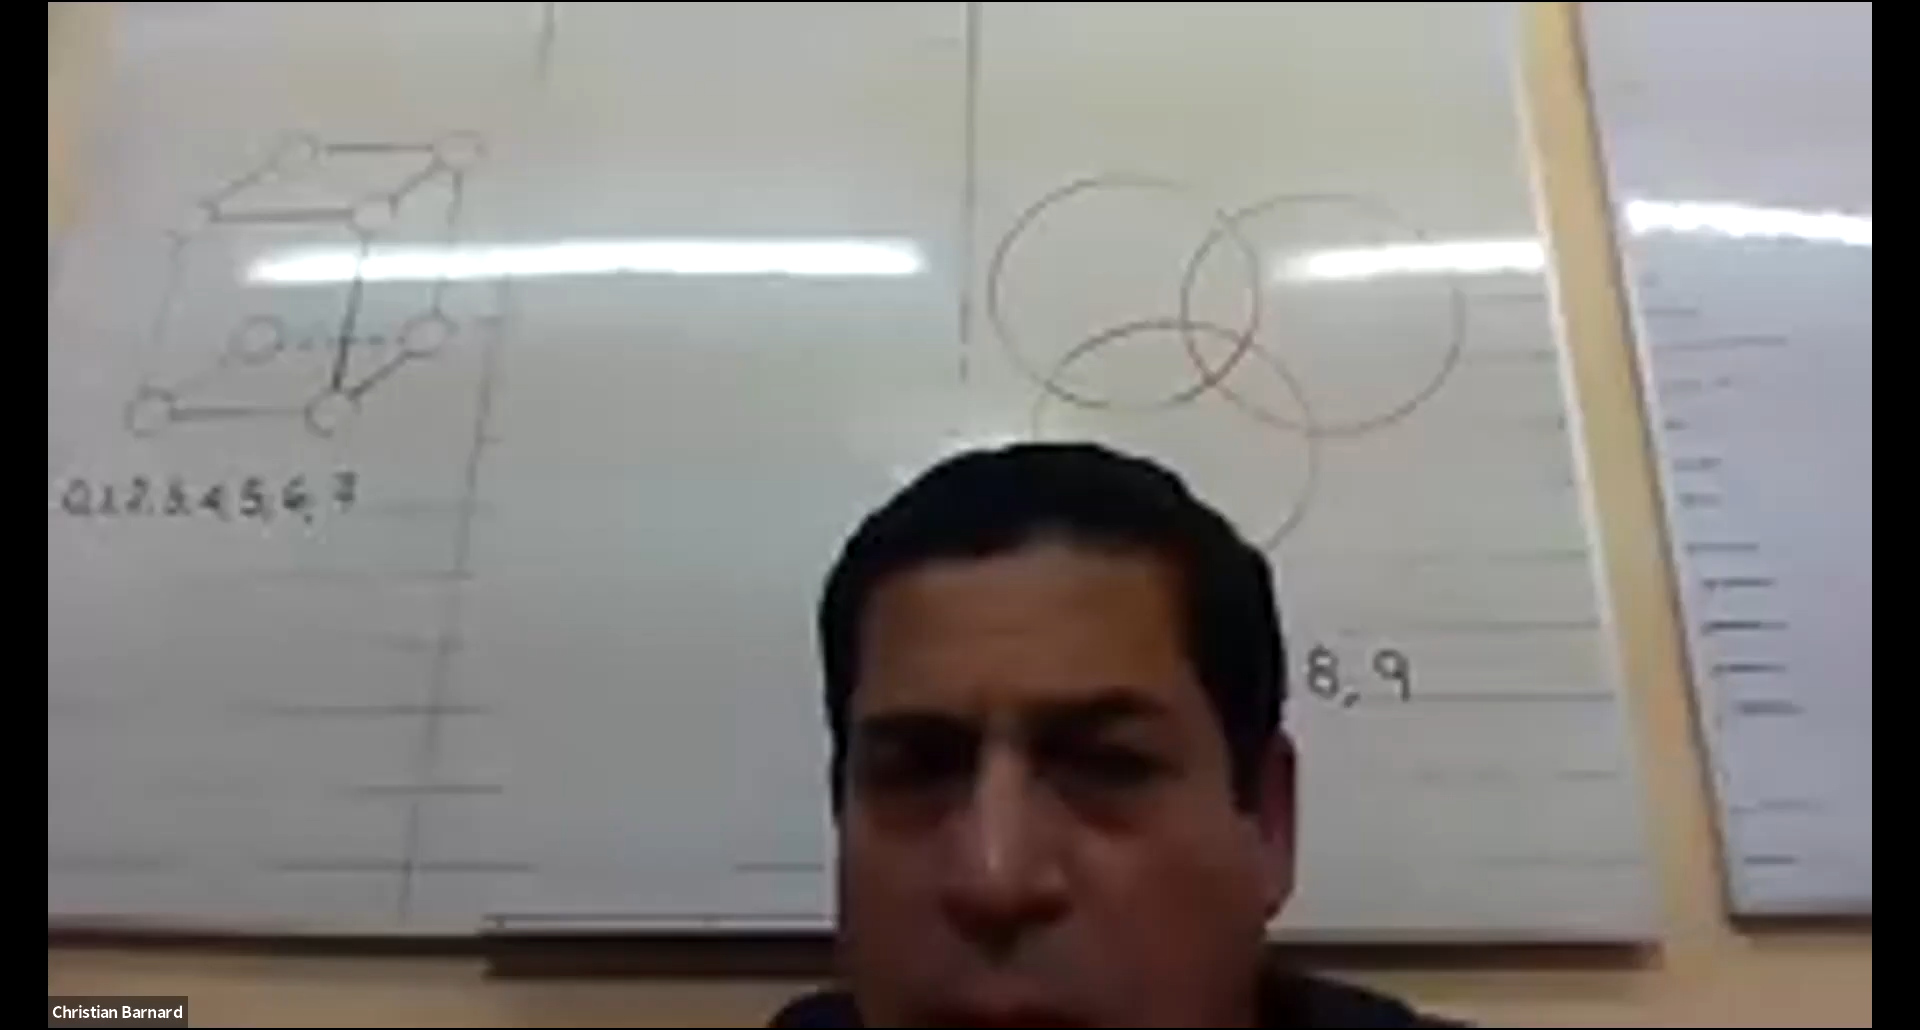 0, 1, 2, 3, 4, 5, 6, 7
8, 9
Christian Barnard